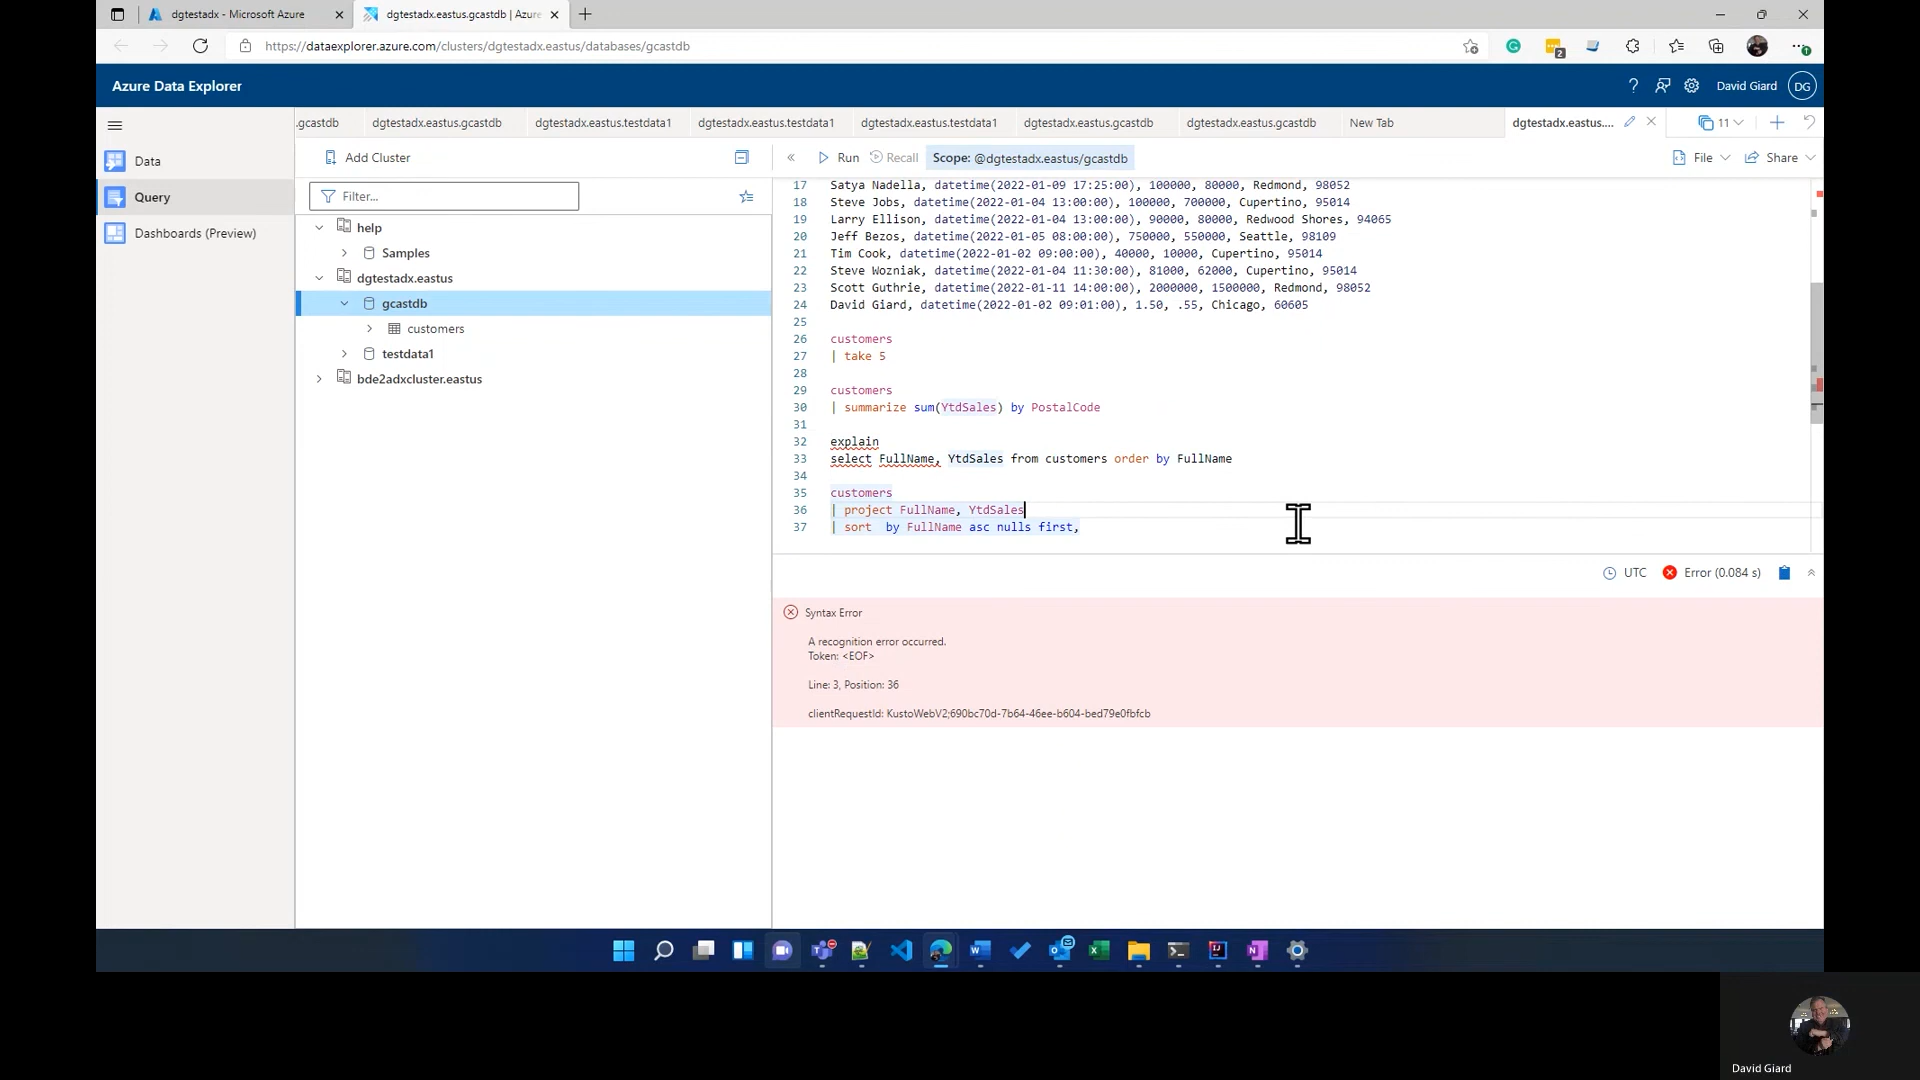 dgtestadx - Microsoft Azure
dgtestadx.eastus.gcastdb | Azure
https://dataexplorer.azure.com/clusters/dgtestadx.eastus/databases/gcastdb
2
Azure Data Explorer
? David Giard DG
.gcastdb dgtestadx.eastus.gcastdb dgtestadx.eastus.testdata1 dgtestadx.eastus.testdata1 dgtestadx.eastus.testdata1 dgtestadx.eastus.gcastdb dgtestadx.eastus.gcastdb New Tab dgtestadx.eastus.... 11
Data
Query
Dashboards (Preview)
Add Cluster
Filter...
help
Samples
dgtestadx.eastus
gcastdb
customers
testdata1
bde2adxcluster.eastus
Run Recall Scope: @dgtestadx.eastus/gcastdb File Share
17 Satya Nadella, datetime(2022-01-09 17:25:00), 100000, 80000, Redmond, 98052
18 Steve Jobs, datetime(2022-01-04 13:00:00), 100000, 700000, Cupertino, 95014
19 Larry Ellison, datetime(2022-01-04 13:00:00), 90000, 80000, Redwood Shores, 94065
20 Jeff Bezos, datetime(2022-01-05 08:00:00), 750000, 550000, Seattle, 98109
21 Tim Cook, datetime(2022-01-02 09:00:00), 40000, 10000, Cupertino, 95014
22 Steve Wozniak, datetime(2022-01-04 11:30:00), 81000, 62000, Cupertino, 95014
23 Scott Guthrie, datetime(2022-01-11 14:00:00), 2000000, 1500000, Redmond, 98052
24 David Giard, datetime(2022-01-02 09:01:00), 1.50, .55, Chicago, 60605
25
26 customers
27 | take 5
28
29 customers
30 | summarize sum(YtdSales) by PostalCode
31
32 explain
33 select FullName, YtdSales from customers order by FullName
34
35 customers
36 | project FullName, YtdSales
37 | sort  by FullName asc nulls first,
UTC Error (0.084 s)
Syntax Error
A recognition error occurred.
Token: <EOF>
Line: 3, Position: 36
clientRequestId: KustoWebV2;690bc70d-7b64-46ee-b604-bed79e0fbfcb
David Giard